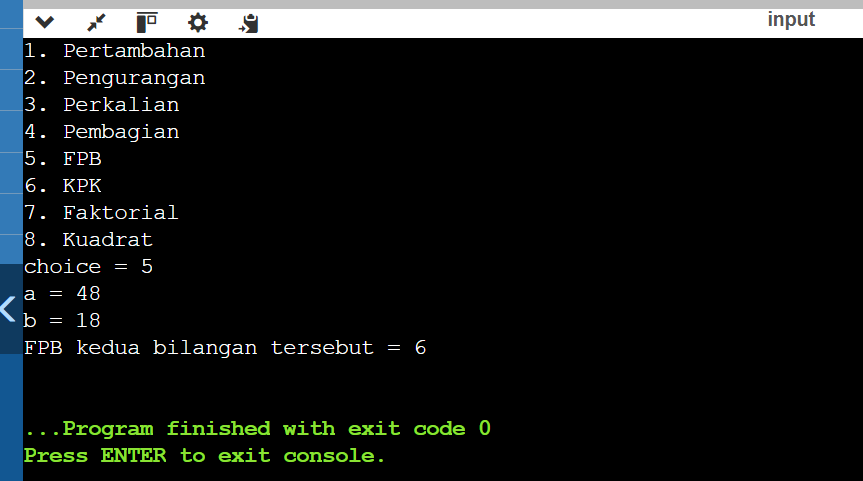 input
1. Pertambahan
2. Pengurangan
3. Perkalian
4. Pembagian
5. FPB
6. KPK
7. Faktorial
8. Kuadrat
choice = 5
a = 48
b = 18
FPB kedua bilangan tersebut = 6
...Program finished with exit code 0
Press ENTER to exit console.